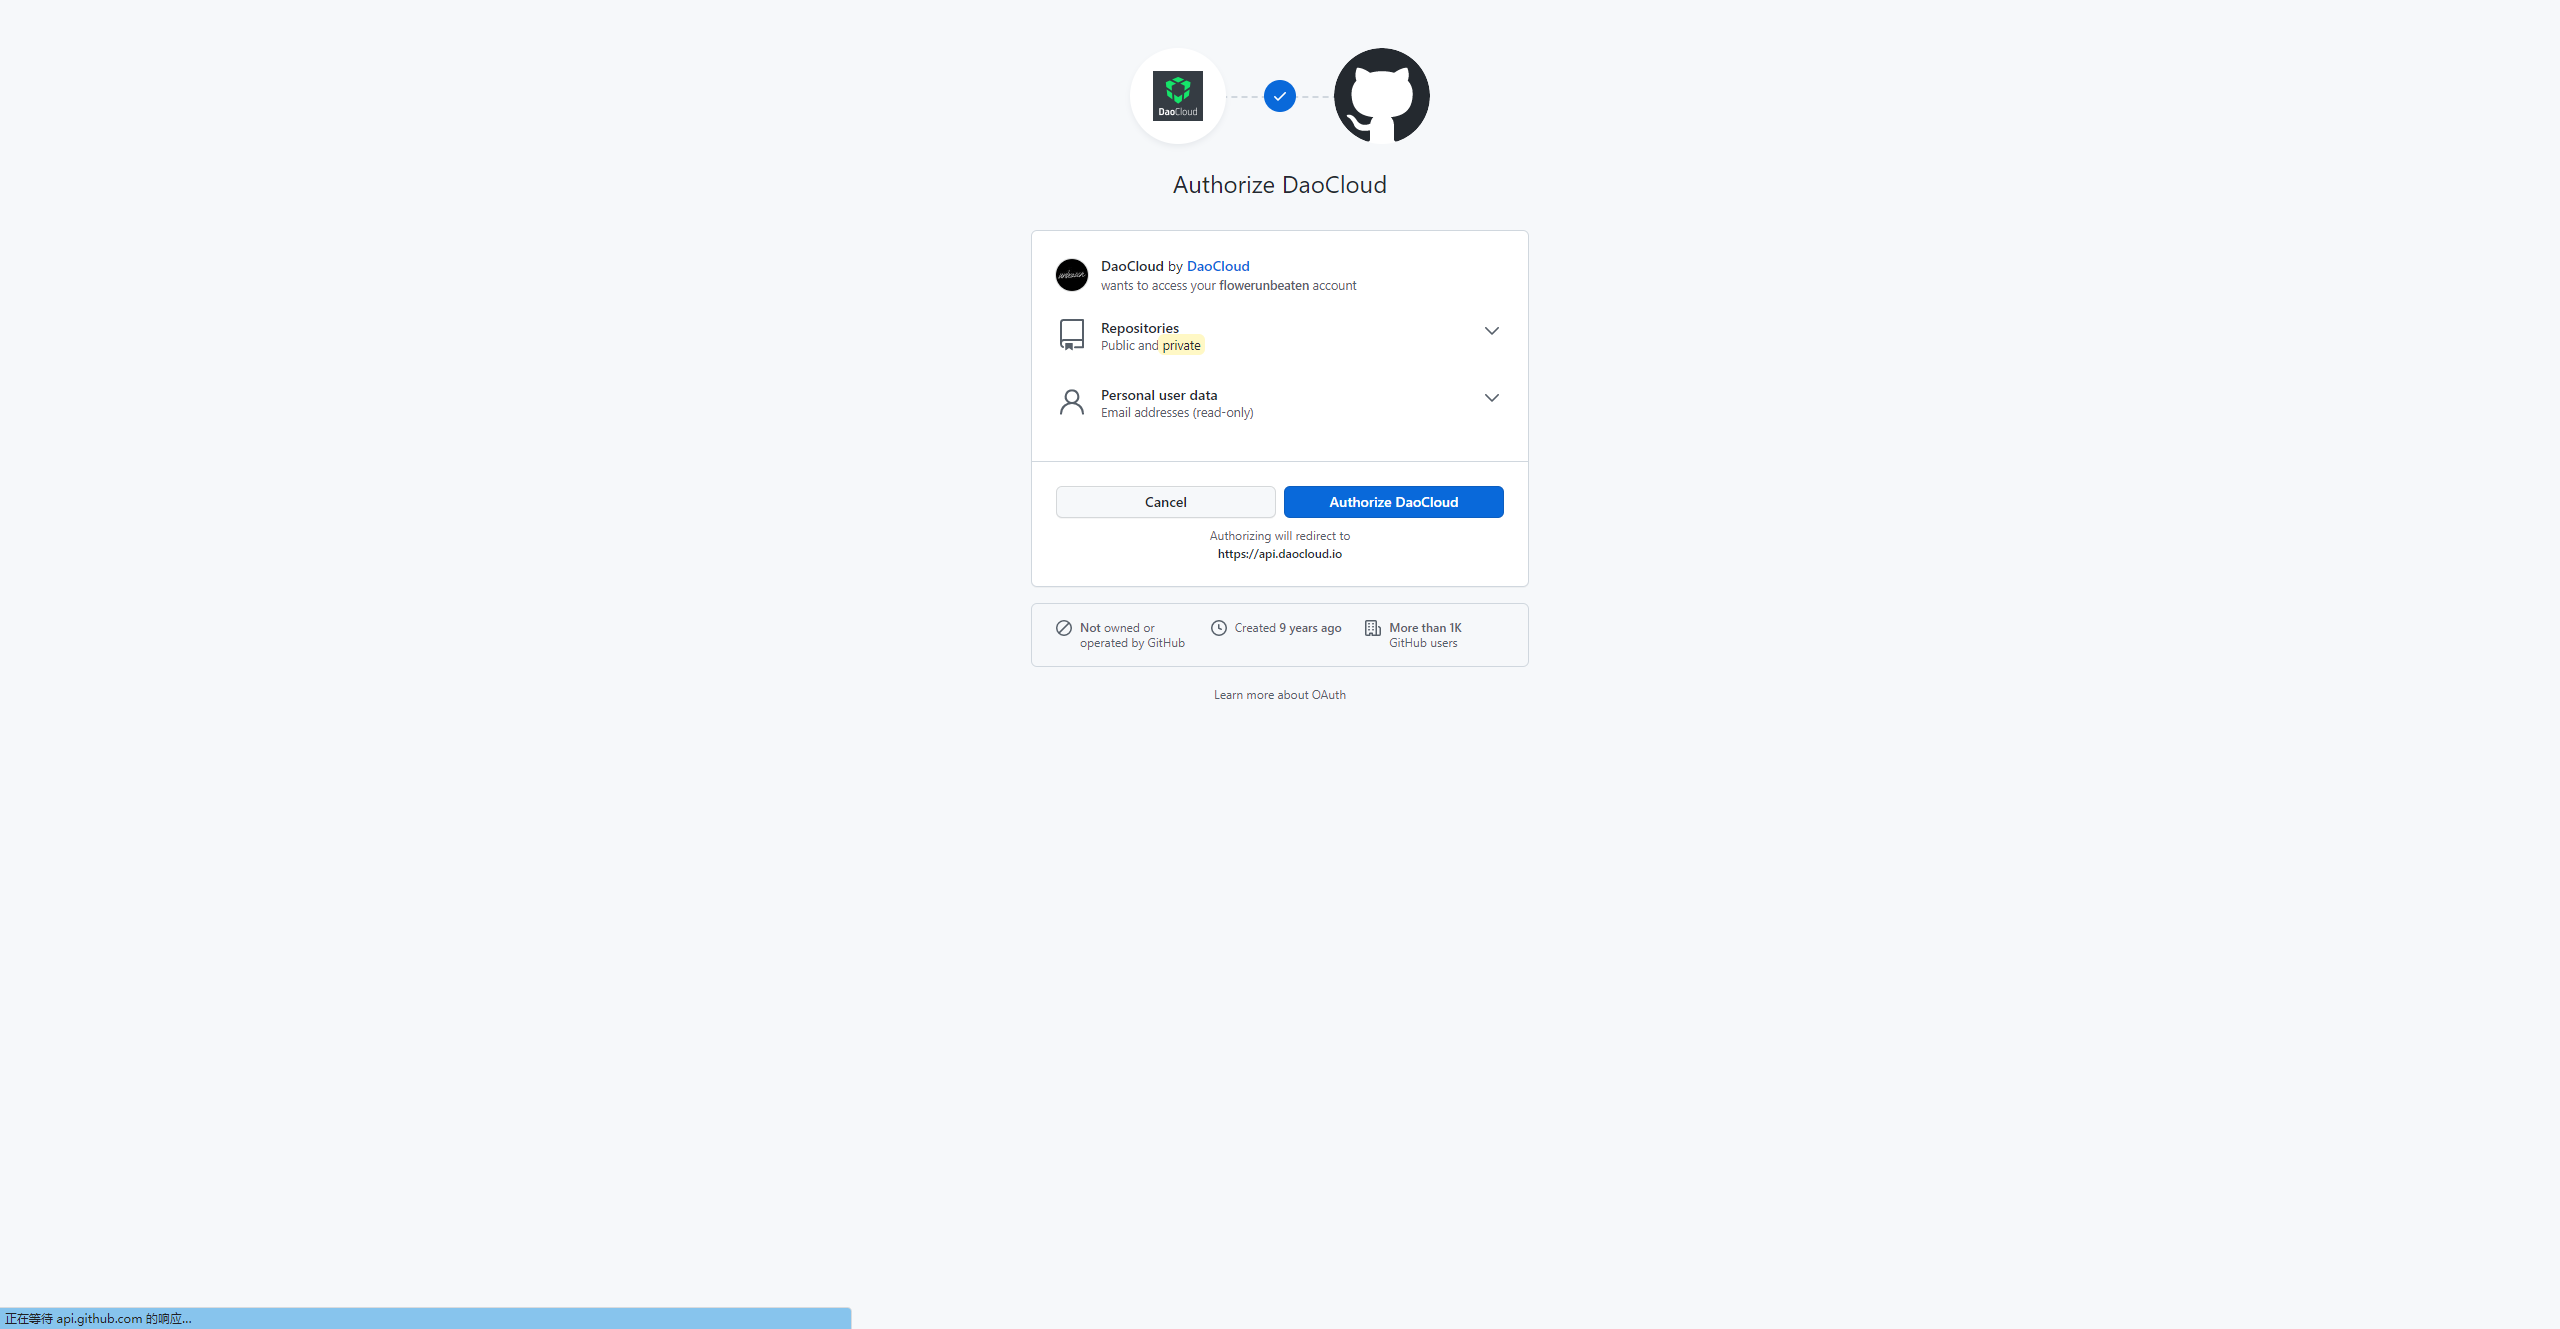 DaoCloud
Authorize DaoCloud
DaoCloud by DaoCloud
wants to access your flowerunbeaten account
Repositories
Public and private
Personal user data
Email addresses (read-only)
Cancel
Authorize DaoCloud
Authorizing will redirect to
https://api.daocloud.io
Not owned or
operated by GitHub
Created 9 years ago
More than 1K
GitHub users
Learn more about OAuth
正在等待 api.github.com 的响应...